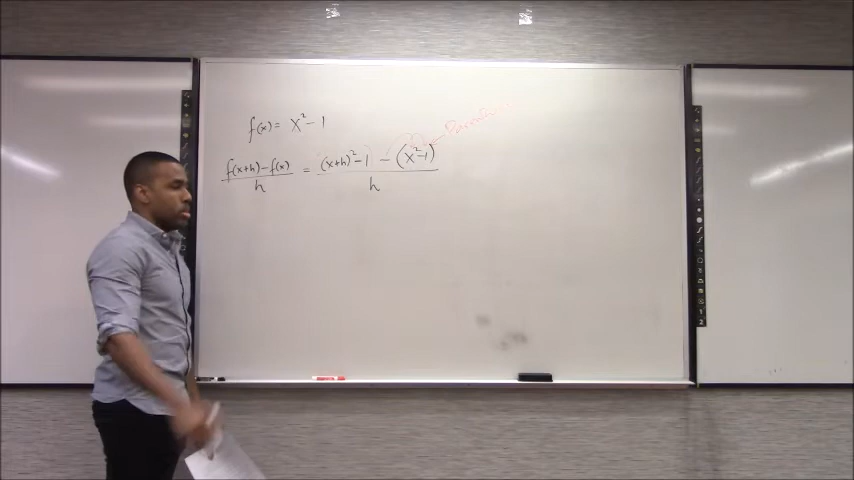 f(x) = x² - 1
f(x+h) - f(x) / h = (x+h)² - 1 - (x² - 1) / h